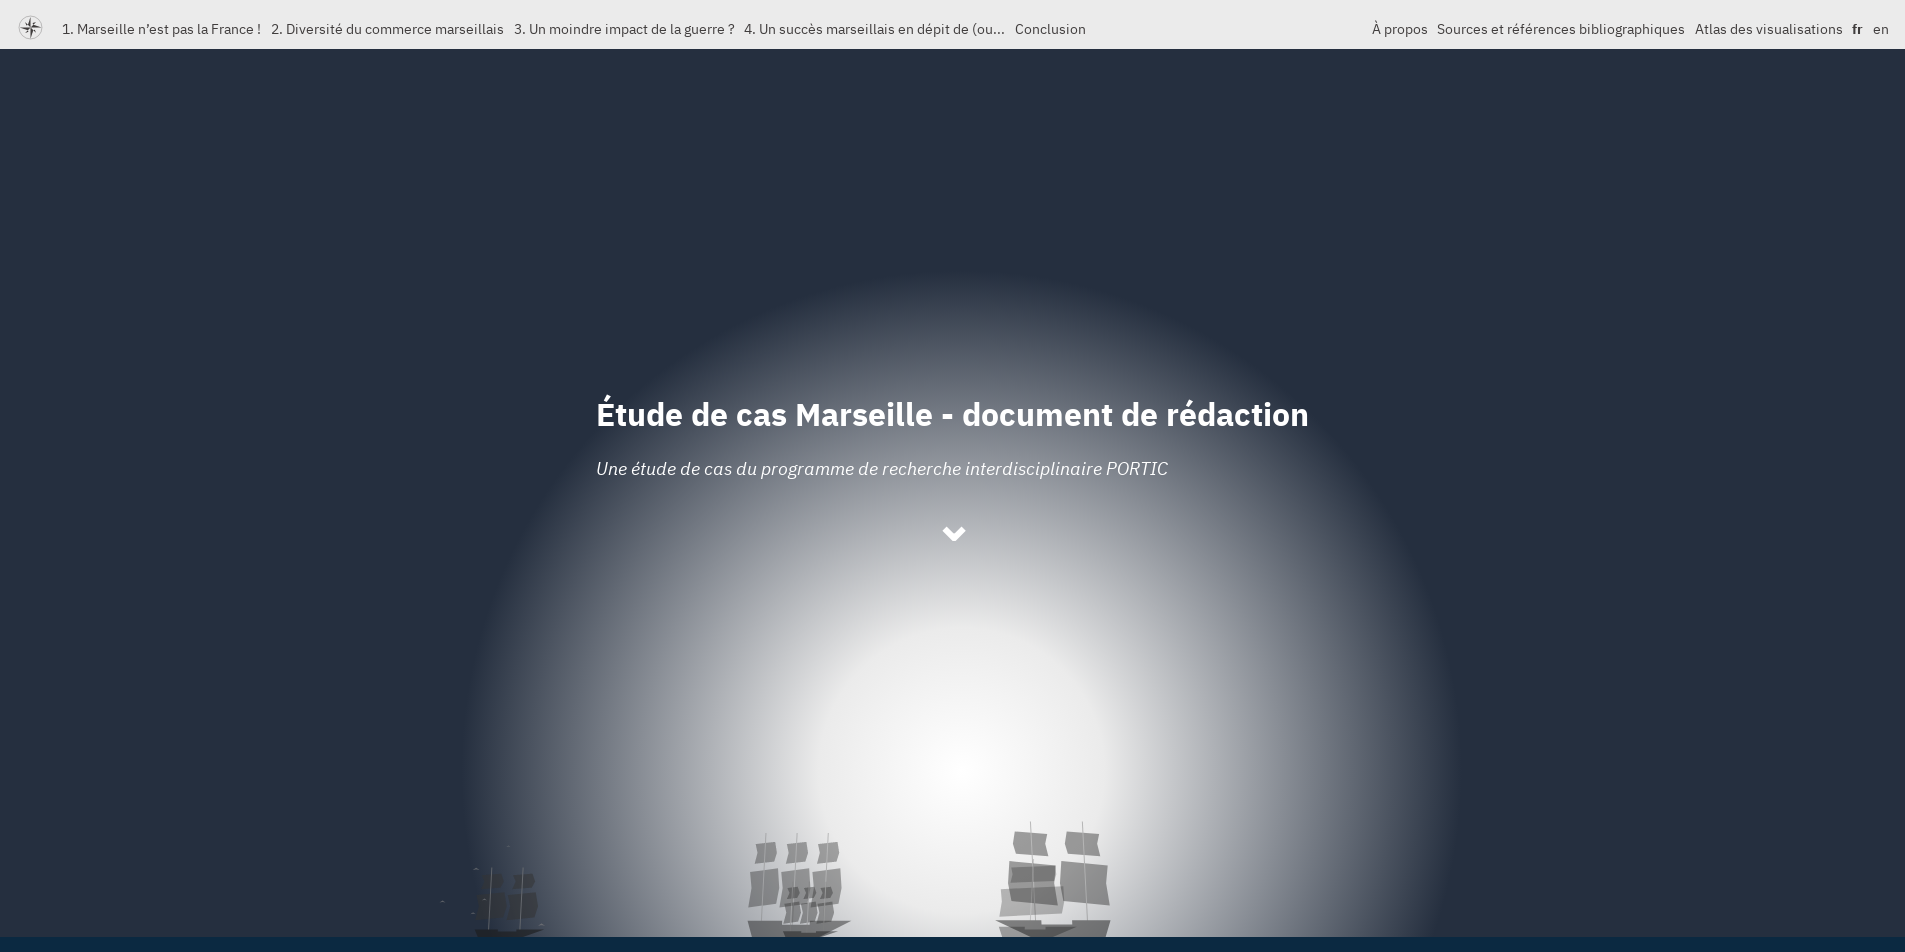 1. Marseille n’est pas la France ! 2. Diversité du commerce marseillais 3. Un moindre impact de la guerre ? 4. Un succès marseillais en dépit de (ou... Conclusion À propos Sources et références bibliographiques Atlas des visualisations fr en
Étude de cas Marseille - document de rédaction
Une étude de cas du programme de recherche interdisciplinaire PORTIC